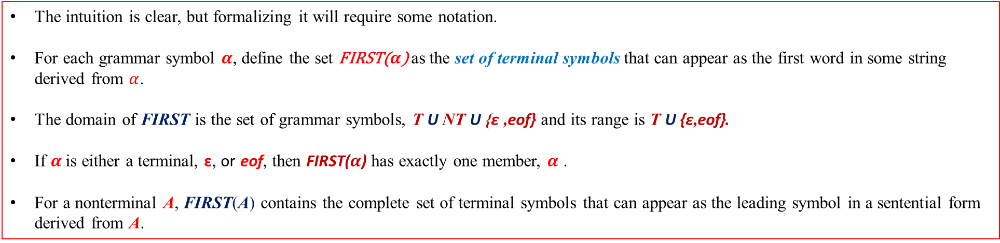 • The intuition is clear, but formalizing it will require some notation.
• For each grammar symbol α, define the set FIRST(α) as the set of terminal symbols that can appear as the first word in some string
derived from α.
• The domain of FIRST is the set of grammar symbols, T ∪ NT ∪ {ε ,eof} and its range is T ∪ {ε,eof}.
• If α is either a terminal, ε, or eof, then FIRST(α) has exactly one member, α .
• For a nonterminal A, FIRST(A) contains the complete set of terminal symbols that can appear as the leading symbol in a sentential form
derived from A.